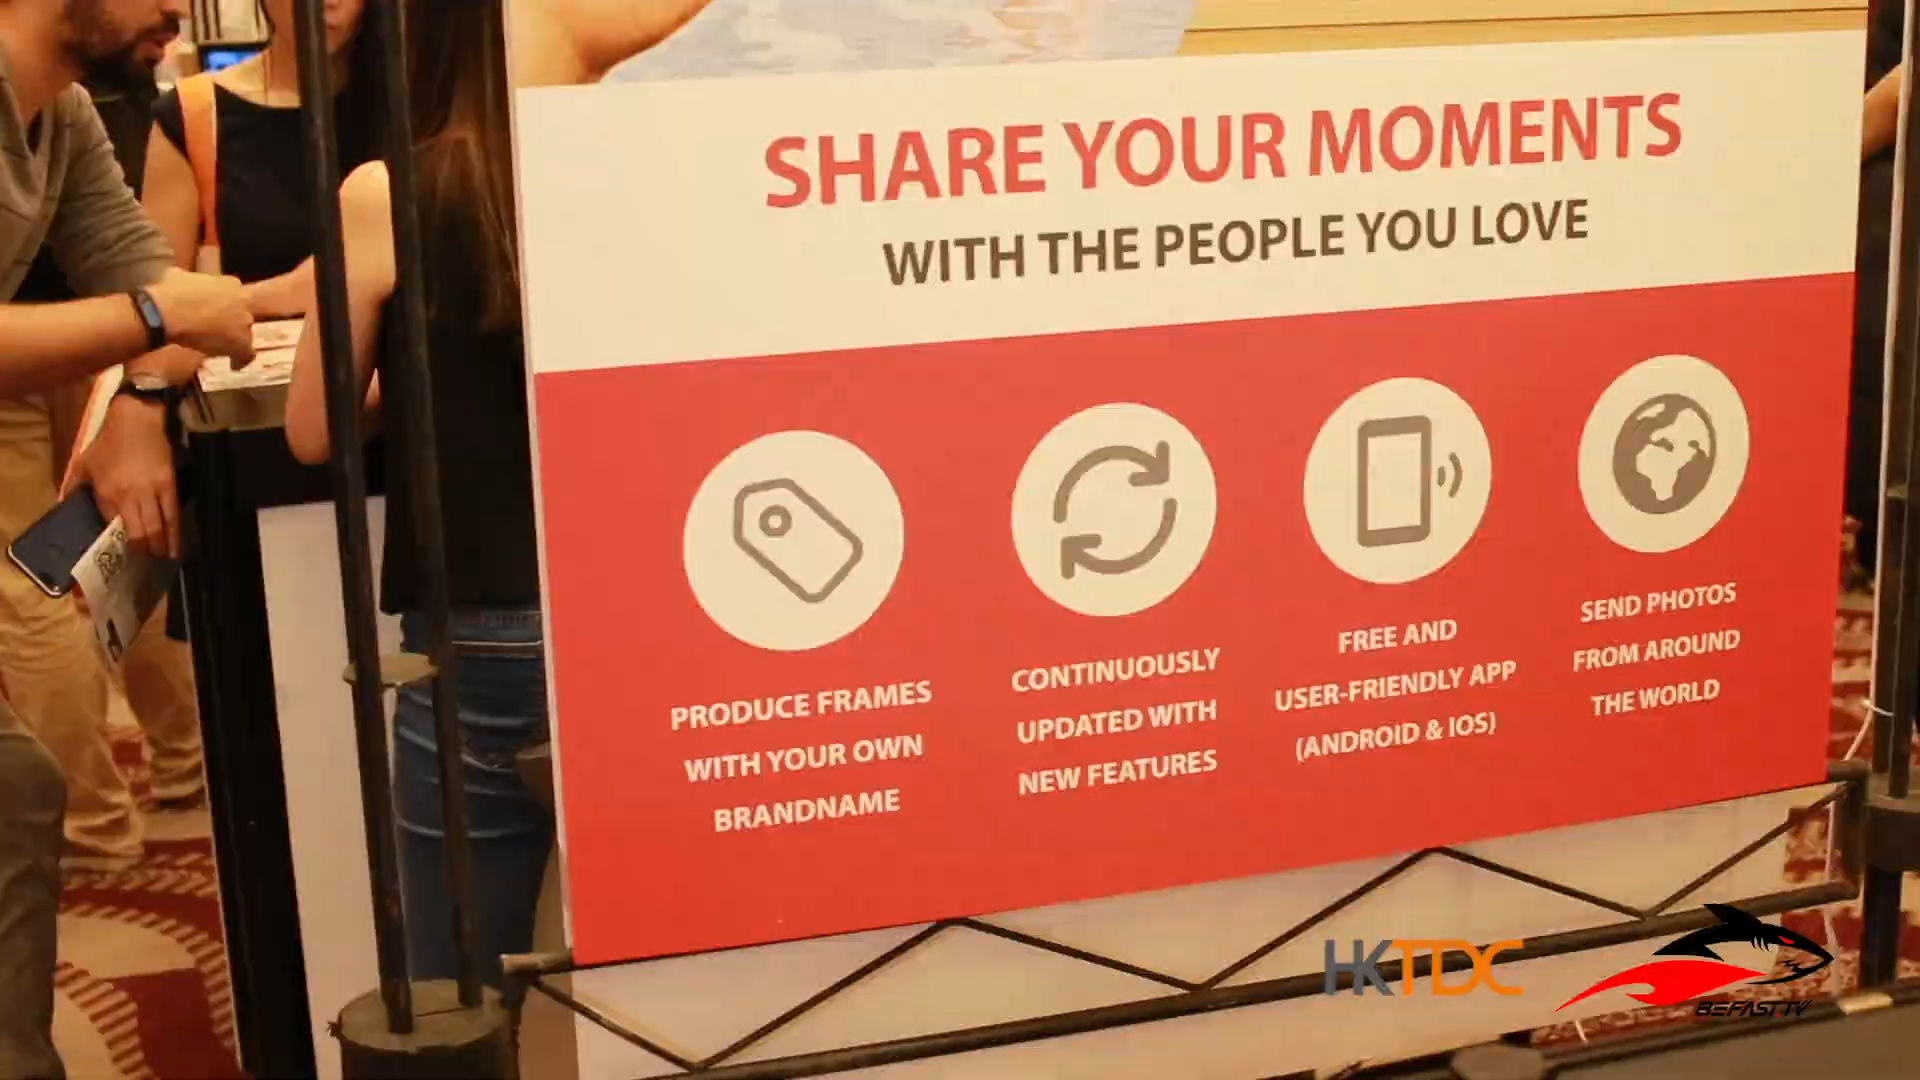 SHARE YOUR MOMENTS
WITH THE PEOPLE YOU LOVE
PRODUCE FRAMES
WITH YOUR OWN
BRANDNAME
CONTINUOUSLY
UPDATED WITH
NEW FEATURES
FREE AND
USER-FRIENDLY APP
(ANDROID & IOS)
SEND PHOTOS
FROM AROUND
THE WORLD
HKTDC
BEFAST.TV